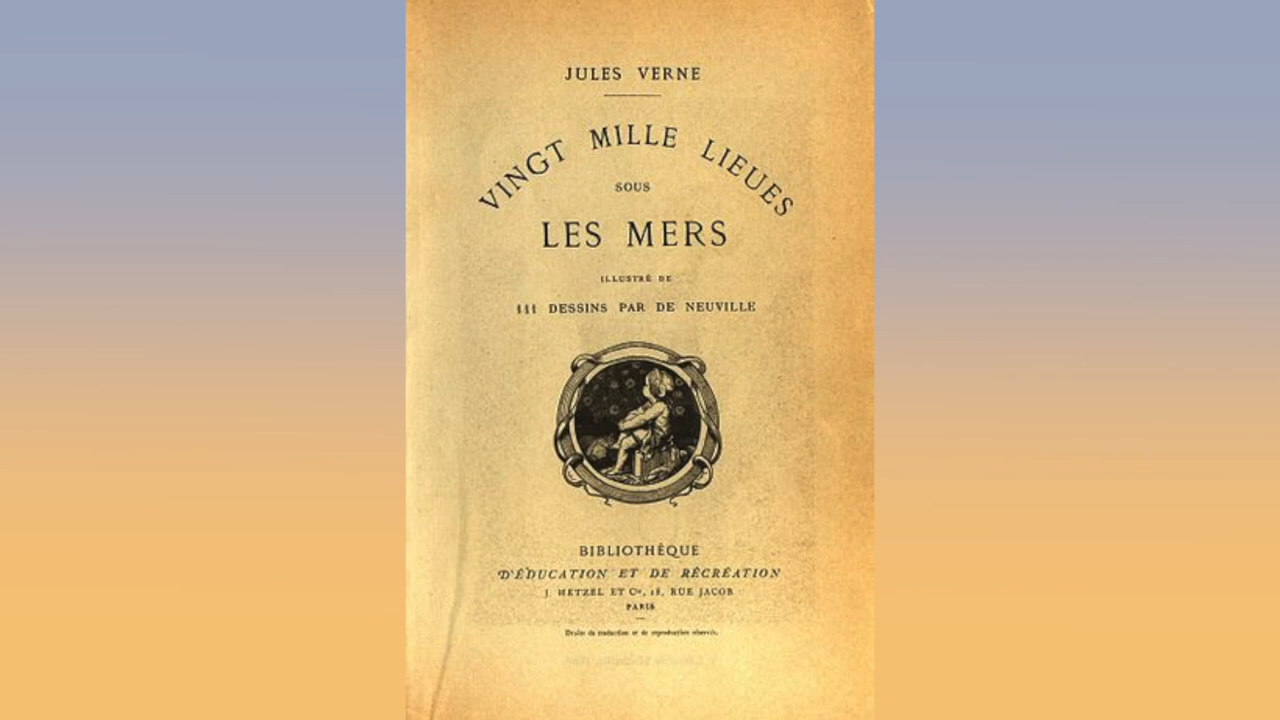 JULES VERNE
VINGT MILLE LIEUES
SOUS
LES MERS
ILLUSTRÉ DE
111 DESSINS PAR DE NEUVILLE
BIBLIOTHÈQUE
D'ÉDUCATION ET DE RÉCRÉATION
J. HETZEL ET Cie, 18, RUE JACOB
PARIS
Droits de traduction et de reproduction réservés.